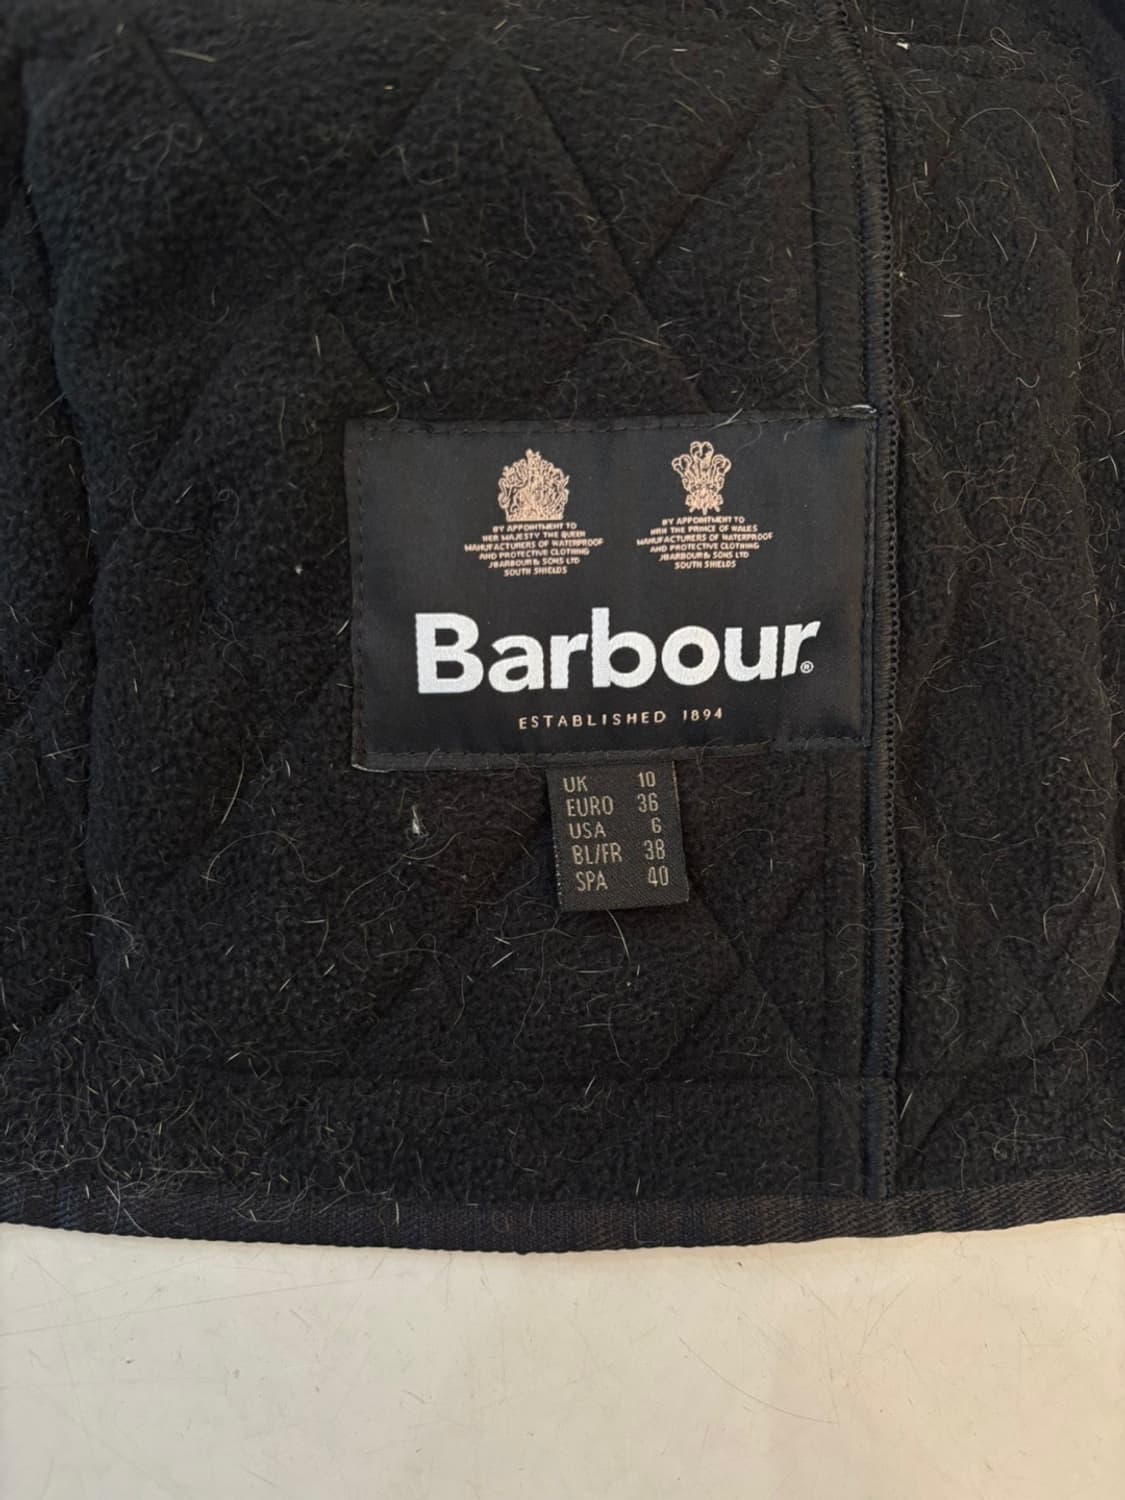 BY APPOINTMENT TO
HER MAJESTY THE QUEEN
MANUFACTURERS OF WATERPROOF
AND PROTECTIVE CLOTHING
J.BARBOUR & SONS LTD
SOUTH SHIELDS
BY APPOINTMENT TO
HRH THE PRINCE OF WALES
MANUFACTURERS OF WATERPROOF
AND PROTECTIVE CLOTHING
J.BARBOUR & SONS LTD
SOUTH SHIELDS
Barbour®
ESTABLISHED 1894
UK 10
EURO 36
USA 6
BL/FR 38
SPA 40